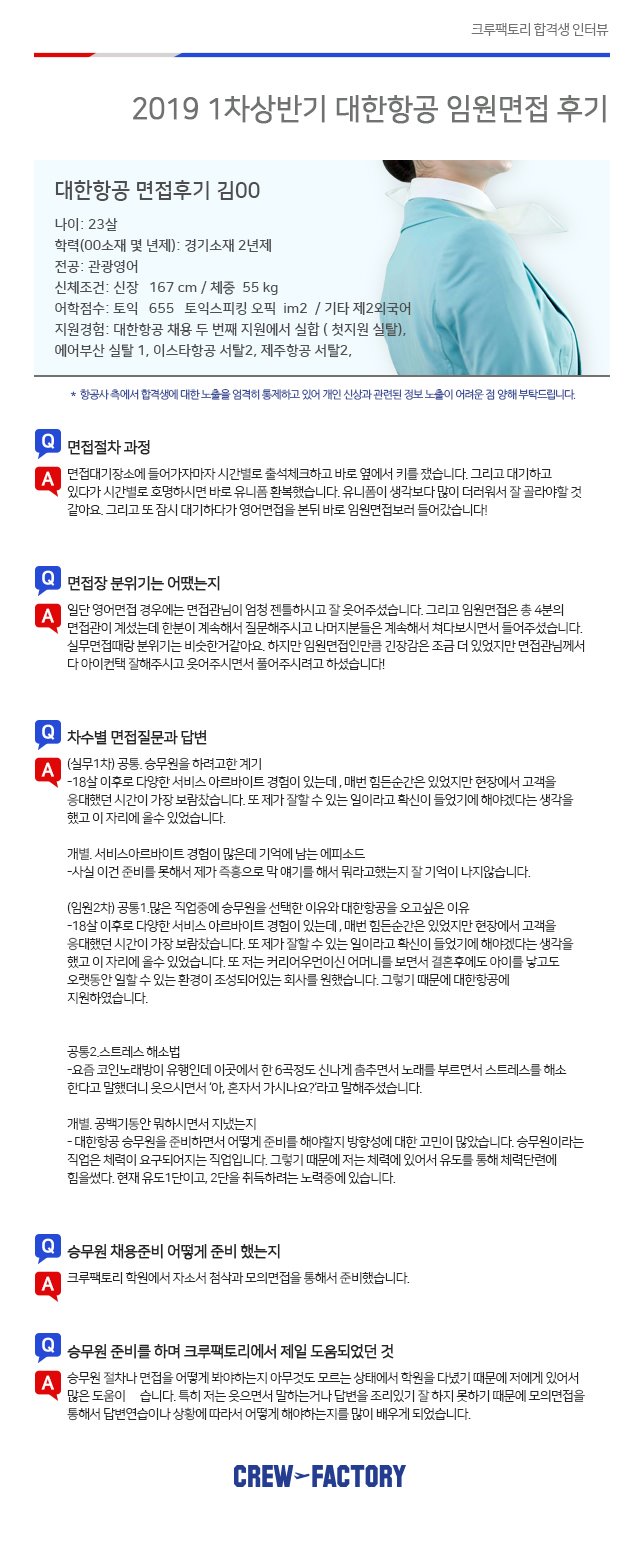 크루팩토리 합격생 인터뷰
2019 1차상반기 대한항공 임원면접 후기
대한항공 면접후기 김00
나이: 23살
학력(00소재 몇 년제): 경기소재 2년제
전공: 관광영어
신체조건: 신장 167 cm / 체중 55 kg
어학점수: 토익 655 토익스피킹 오픽 im2 / 기타 제2외국어
지원경험: 대한항공 채용 두 번째 지원에서 실합 ( 첫지원 실탈),
에어부산 실탈 1, 이스타항공 서탈2, 제주항공 서탈2,
* 항공사 측에서 합격생에 대한 노출을 엄격히 통제하고 있어 개인 신상과 관련된 정보 노출이 어려운 점 양해 부탁드립니다.
Q 면접절차 과정
A 면접대기장소에 들어가자마자 시간별로 출석체크하고 바로 옆에서 키를 쟀습니다. 그리고 대기하고
있다가 시간별로 호명하시면 바로 유니폼 환복했습니다. 유니폼이 생각보다 많이 더러워서 잘 골라야할 것
같아요. 그리고 또 잠시 대기하다가 영어면접을 본뒤 바로 임원면접보러 들어갔습니다!
Q 면접장 분위기는 어땠는지
A 일단 영어면접 경우에는 면접관님이 엄청 젠틀하시고 잘 웃어주셨습니다. 그리고 임원면접은 총 4분의
면접관이 계셨는데 한분이 계속해서 질문해주시고 나머지분들은 계속해서 쳐다보시면서 들어주셨습니다.
실무면접때랑 분위기는 비슷한거같아요. 하지만 임원면접인만큼 긴장감은 조금 더 있었지만 면접관님께서
다 아이컨택 잘해주시고 웃어주시면서 풀어주시려고 하셨습니다!
Q 차수별 면접질문과 답변
A (실무1차) 공통. 승무원을 하려고한 계기
-18살 이후로 다양한 서비스 아르바이트 경험이 있는데 , 매번 힘든순간은 있었지만 현장에서 고객을
응대했던 시간이 가장 보람찼습니다. 또 제가 잘할 수 있는 일이라고 확신이 들었기에 해야겠다는 생각을
했고 이 자리에 올수 있었습니다.
개별. 서비스아르바이트 경험이 많은데 기억에 남는 에피소드
-사실 이건 준비를 못해서 제가 즉흥으로 막 얘기를 해서 뭐라고했는지 잘 기억이 나지않습니다.
(임원2차) 공통1.많은 직업중에 승무원을 선택한 이유와 대한항공을 오고싶은 이유
-18살 이후로 다양한 서비스 아르바이트 경험이 있는데 , 매번 힘든순간은 있었지만 현장에서 고객을
응대했던 시간이 가장 보람찼습니다. 또 제가 잘할 수 있는 일이라고 확신이 들었기에 해야겠다는 생각을
했고 이 자리에 올수 있었습니다. 또 저는 커리어우먼이신 어머니를 보면서 결혼후에도 아이를 낳고도
오랫동안 일할 수 있는 환경이 조성되어있는 회사를 원했습니다. 그렇기 때문에 대한항공에
지원하였습니다.
공통2.스트레스 해소법
-요즘 코인노래방이 유행인데 이곳에서 한 6곡정도 신나게 춤추면서 노래를 부르면서 스트레스를 해소
한다고 말했더니 웃으시면서 ‘아, 혼자서 가시나요?’라고 말해주셨습니다.
개별. 공백기동안 뭐하시면서 지냈는지
- 대한항공 승무원을 준비하면서 어떻게 준비를 해야할지 방향성에 대한 고민이 많았습니다. 승무원이라는
직업은 체력이 요구되어지는 직업입니다. 그렇기 때문에 저는 체력에 있어서 유도를 통해 체력단련에
힘을썼다. 현재 유도1단이고, 2단을 취득하려는 노력중에 있습니다.
Q 승무원 채용준비 어떻게 준비 했는지
A 크루팩토리 학원에서 자소서 첨삭과 모의면접을 통해서 준비했습니다.
Q 승무원 준비를 하며 크루팩토리에서 제일 도움되었던 것
A 승무원 절차나 면접을 어떻게 봐야하는지 아무것도 모르는 상태에서 학원을 다녔기 때문에 저에게 있어서
많은 도움이 습니다. 특히 저는 웃으면서 말하는거나 답변을 조리있기 잘 하지 못하기 때문에 모의면접을
통해서 답변연습이나 상황에 따라서 어떻게 해야하는지를 많이 배우게 되었습니다.
CREW FACTORY